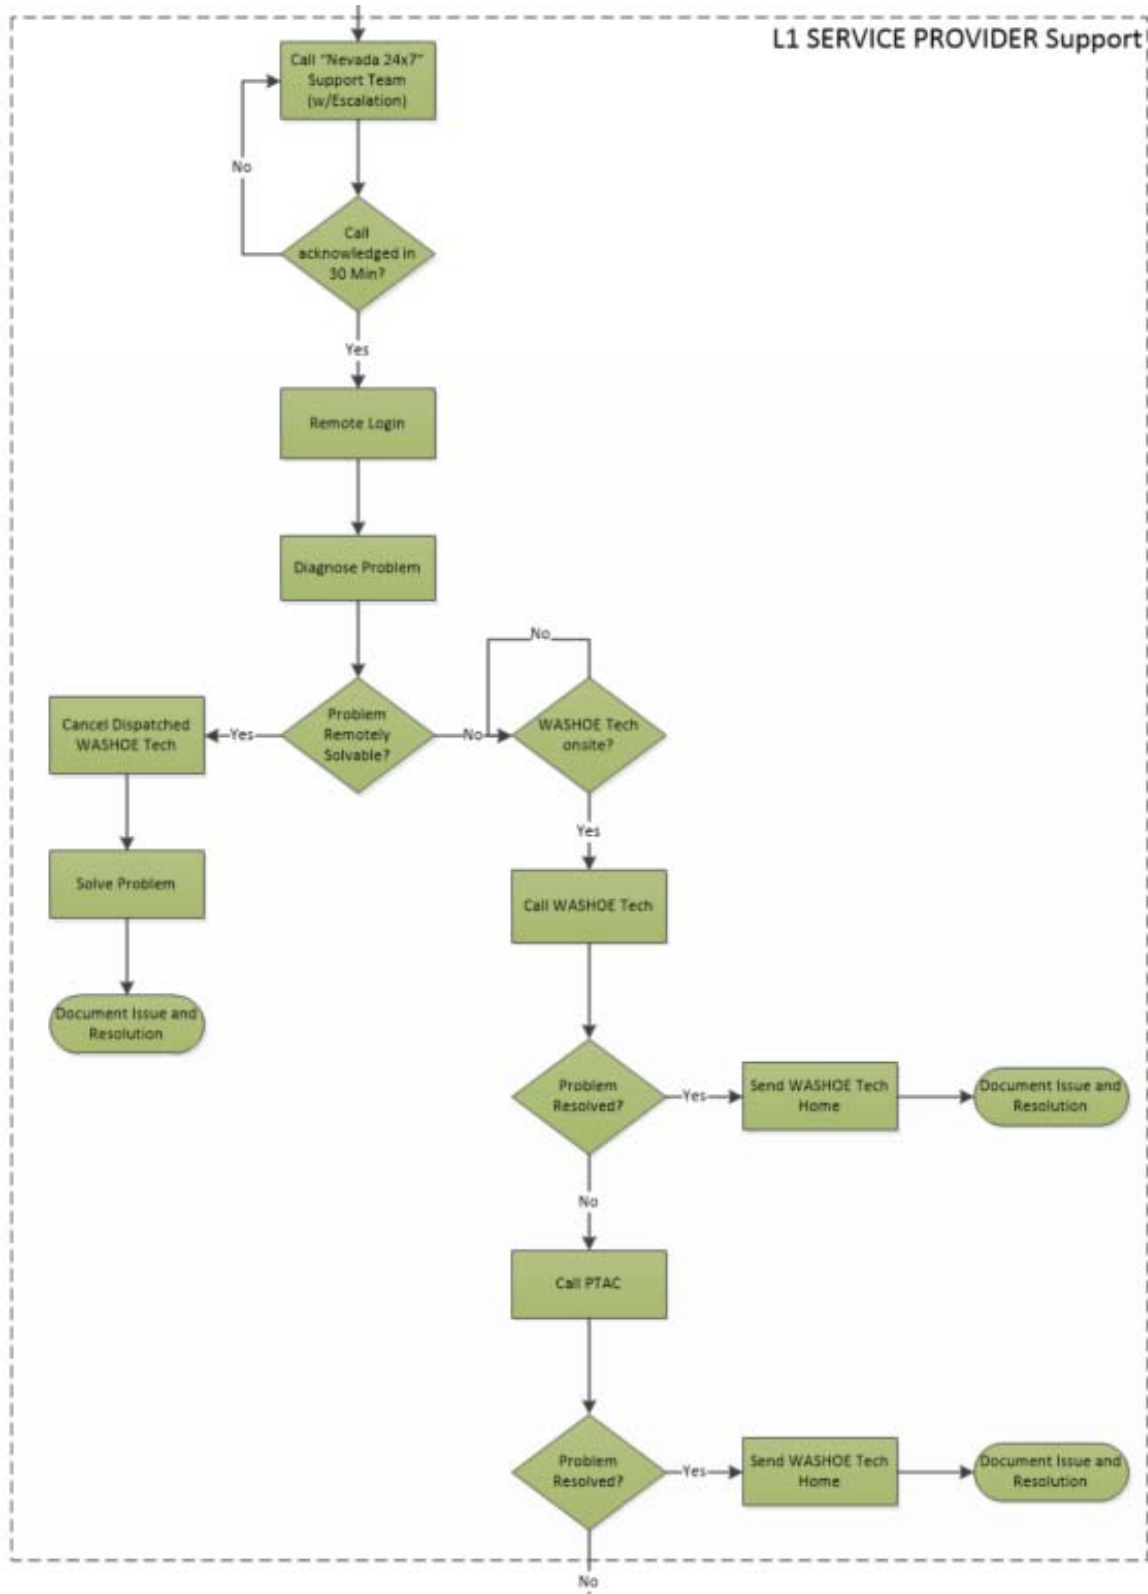 L1 SERVICE PROVIDER Support
Call "Nevada 24x7"
Support Team
(w/Escalation)
No
Call
acknowledged in
30 Min?
Yes
Remote Login
Diagnose Problem
No
Cancel Dispatched
WASHOE Tech
Yes
Problem
Remotely
Solvable?
No
WASHOE Tech
onsite?
Yes
Solve Problem
Call WASHOE Tech
Document Issue and
Resolution
Problem
Resolved?
Yes
Send WASHOE Tech
Home
Document Issue and
Resolution
No
Call PTAC
Problem
Resolved?
Yes
Send WASHOE Tech
Home
Document Issue and
Resolution
No